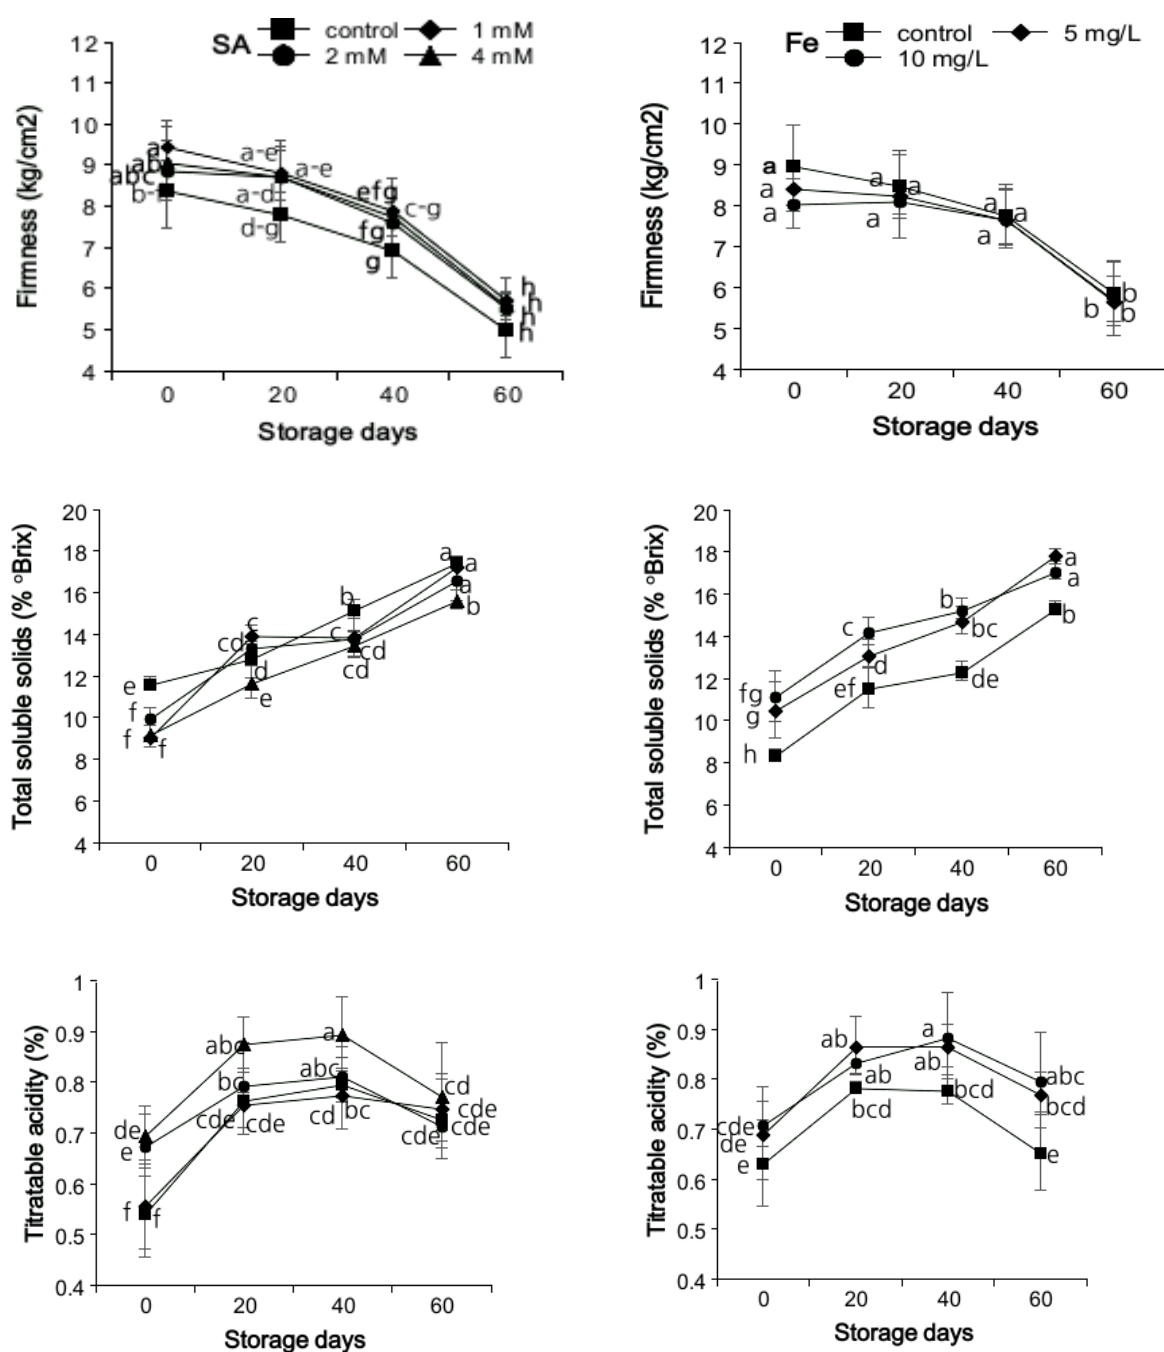 SA control 1 mM
2 mM 4 mM
12
11
10
9
8
7
6
5
4
Firmness (kg/cm2)
a
ab
abc
b-f
a-e
a-e
a-d
d-g
efg
c-g
fg
g
h
h
h
h
0 20 40 60
Storage days
Fe control 5 mg/L
10 mg/L
12
11
10
9
8
7
6
5
4
Firmness (kg/cm2)
a
a
a
a
a
a
a
a
a
b
b
b
0 20 40 60
Storage days
20
18
16
14
12
10
8
6
4
Total soluble solids (% °Brix)
e
f
f
f
c
cd
d
e
b
c
cd
cd
a
a
a
b
0 20 40 60
Storage days
20
18
16
14
12
10
8
6
4
Total soluble solids (% °Brix)
fg
g
h
c
d
ef
b
bc
de
a
a
b
0 20 40 60
Storage days
1
0.9
0.8
0.7
0.6
0.5
0.4
Titratable acidity (%)
de
e
f
f
abc
bc
cde
cde
a
abc
cd
bc
cd
cde
cde
cde
0 20 40 60
Storage days
1
0.9
0.8
0.7
0.6
0.5
0.4
Titratable acidity (%)
cde
de
e
ab
ab
bcd
a
ab
bcd
abc
bcd
e
0 20 40 60
Storage days